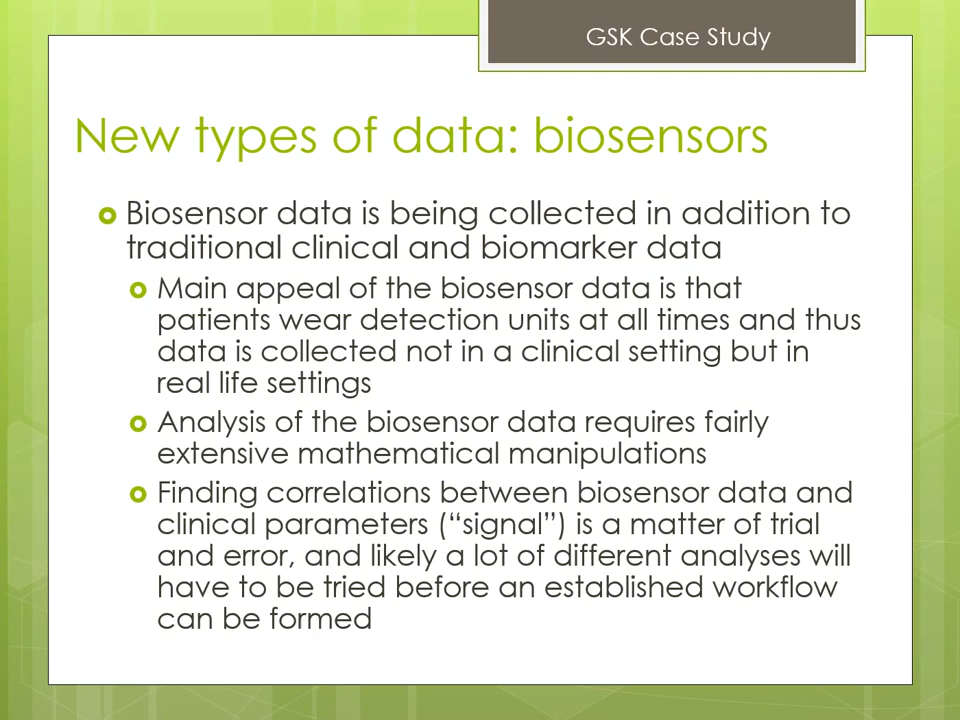 GSK Case Study
New types of data: biosensors
Biosensor data is being collected in addition to
traditional clinical and biomarker data
Main appeal of the biosensor data is that
patients wear detection units at all times and thus
data is collected not in a clinical setting but in
real life settings
Analysis of the biosensor data requires fairly
extensive mathematical manipulations
Finding correlations between biosensor data and
clinical parameters (“signal”) is a matter of trial
and error, and likely a lot of different analyses will
have to be tried before an established workflow
can be formed